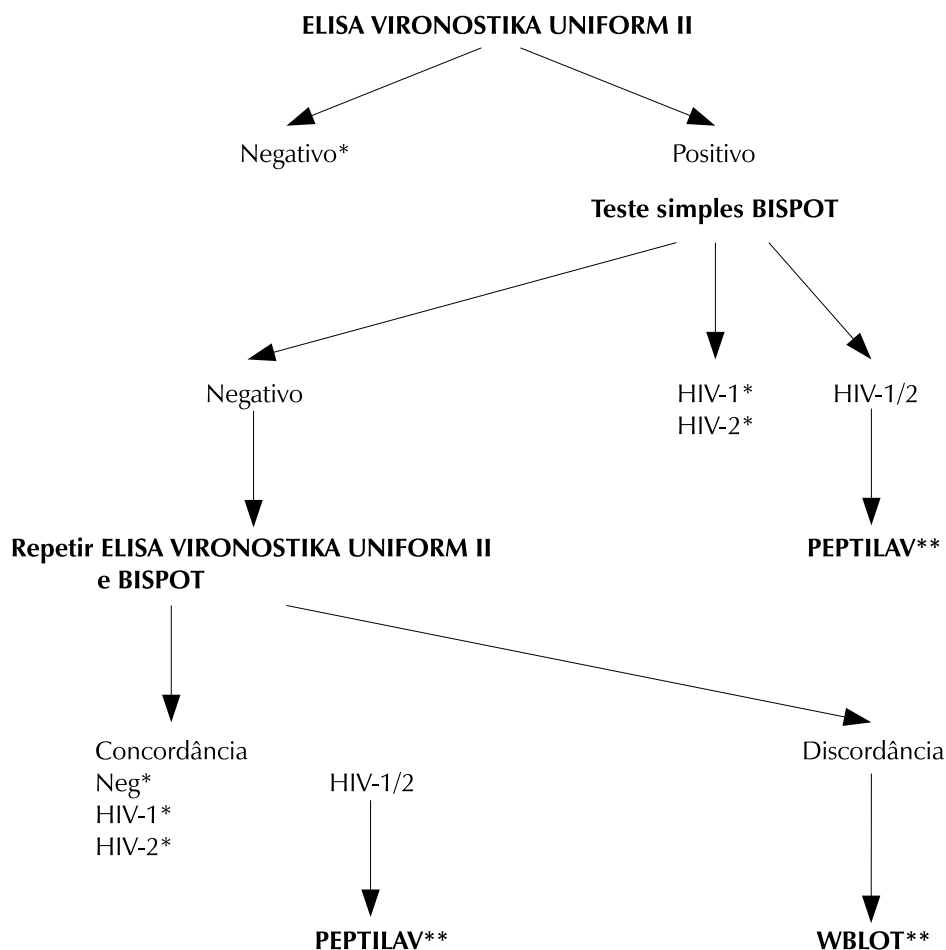 ELISA VIRONOSTIKA UNIFORM II
Negativo*
Positivo
Teste simples BISPOT
Negativo
HIV-1*
HIV-2*
HIV-1/2
Repetir ELISA VIRONOSTIKA UNIFORM II
e BISPOT
PEPTILAV**
Concordância
Neg*
HIV-1*
HIV-2*
HIV-1/2
Discordância
PEPTILAV**
WBLOT**